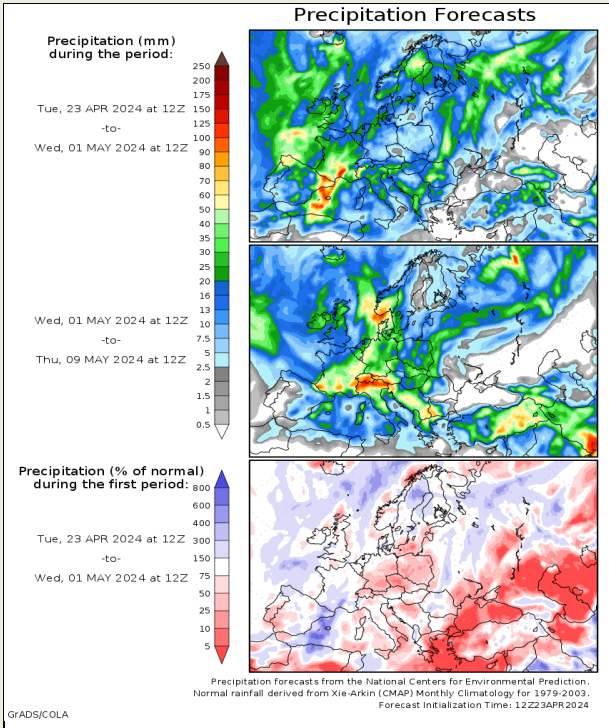 Precipitation Forecasts
Precipitation (mm)
during the period:
Tue, 23 APR 2024 at 12Z
-to-
Wed, 01 MAY 2024 at 12Z
250
200
175
150
125
100
90
80
70
60
50
40
35
30
25
20
16
13
10
7.5
5
2.5
2
1.5
1
0.5
Wed, 01 MAY 2024 at 12Z
-to-
Thu, 09 MAY 2024 at 12Z
Precipitation (% of normal)
during the first period:
Tue, 23 APR 2024 at 12Z
-to-
Wed, 01 MAY 2024 at 12Z
800
600
400
300
150
75
50
25
10
5
Precipitation forecasts from the National Centers for Environmental Prediction.
Normal rainfall derived from Xie-Arkin (CMAP) Monthly Climatology for 1979-2003.
Forecast Initialization Time: 12Z23APR2024
GrADS/COLA